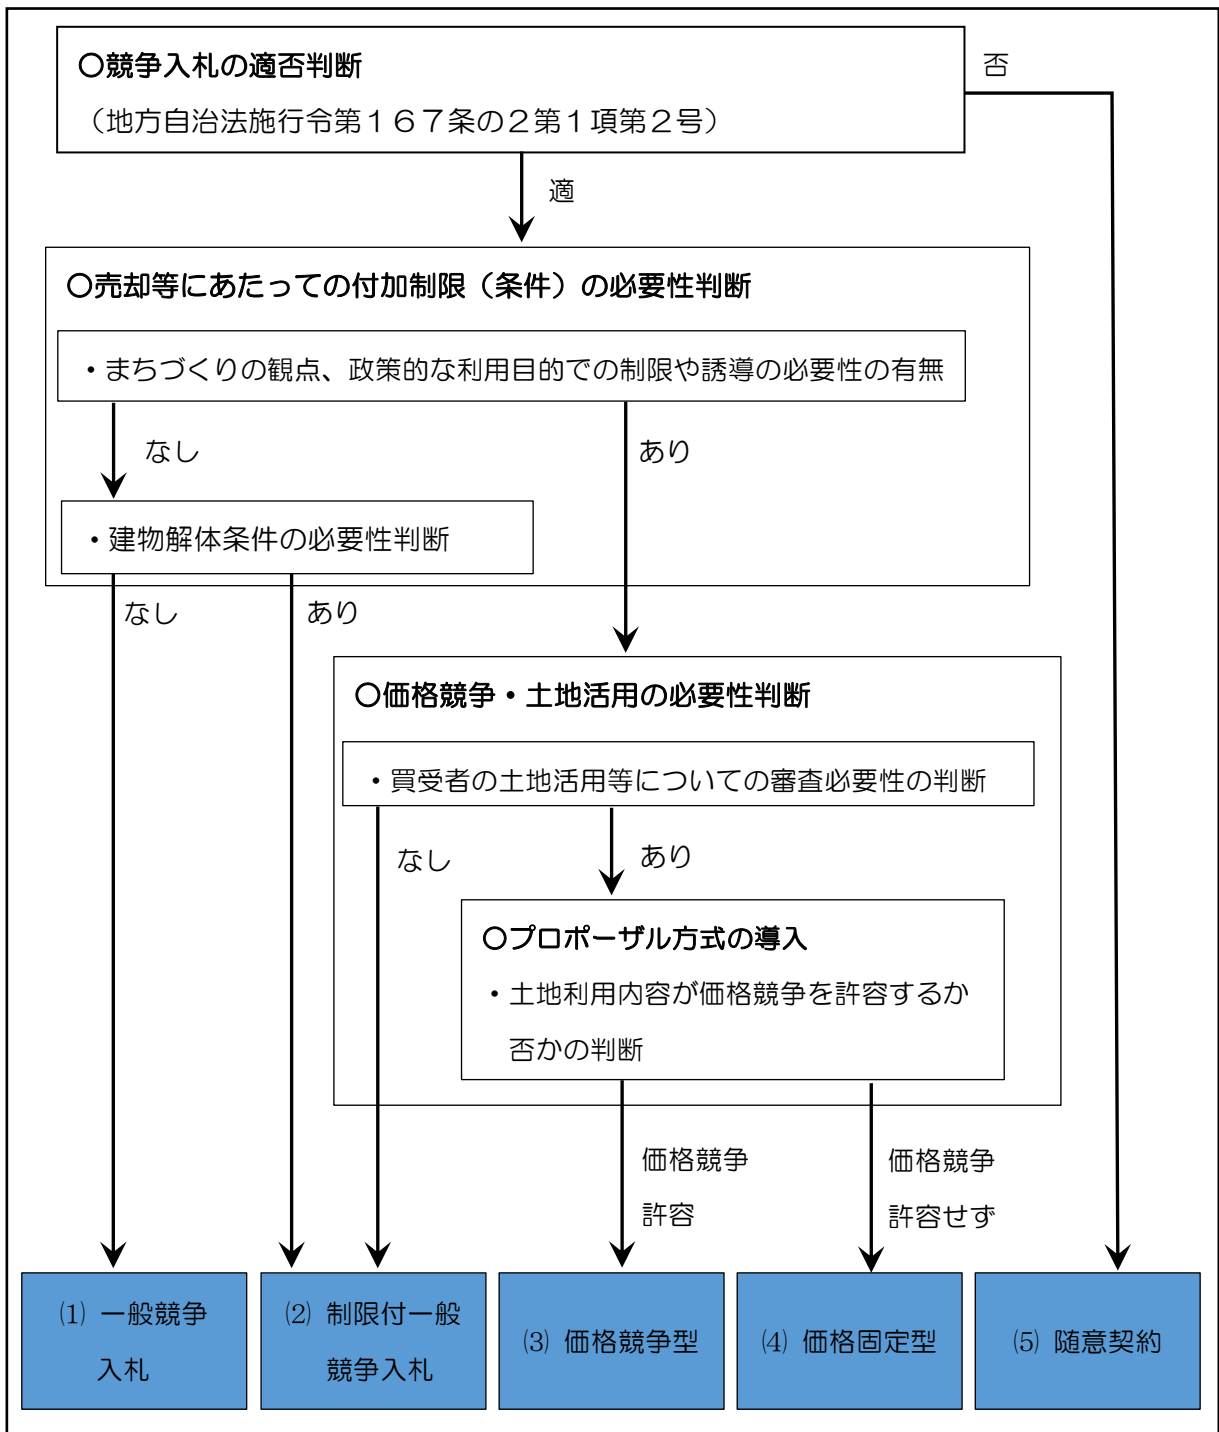 〇競争入札の適否判断
（地方自治法施行令第１６７条の２第１項第２号）
否
適
〇売却等にあたっての付加制限（条件）の必要性判断
・まちづくりの観点、政策的な利用目的での制限や誘導の必要性の有無
なし
あり
・建物解体条件の必要性判断
なし
あり
〇価格競争・土地活用の必要性判断
・買受者の土地活用等についての審査必要性の判断
なし
あり
〇プロポーザル方式の導入
・土地利用内容が価格競争を許容するか
否かの判断
価格競争
許容
価格競争
許容せず
⑴ 一般競争
入札
⑵ 制限付一般
競争入札
⑶ 価格競争型
⑷ 価格固定型
⑸ 随意契約